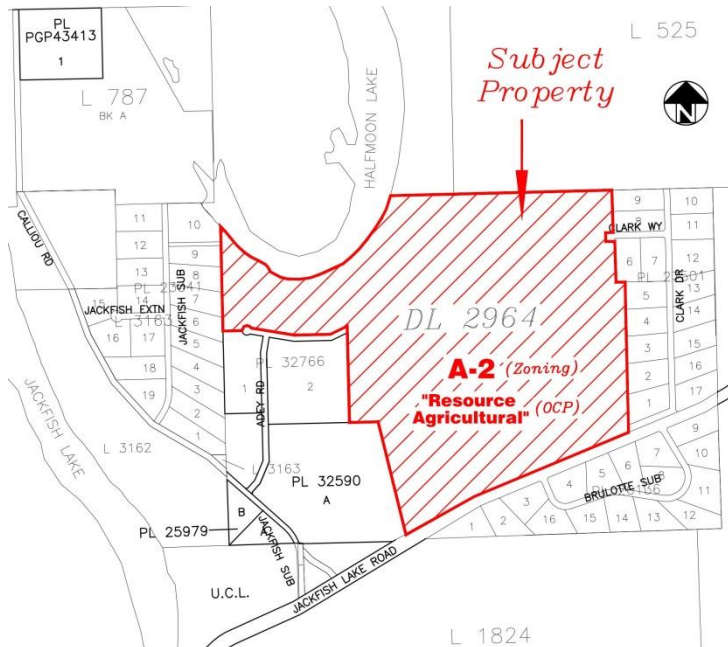 PL
PGP43413
1
L 787
BK A
HALFMOON LAKE
Subject
Property
L 525
N
CALLIOU RD
11
10
12
9
13
8
14
7
15
6
16
17
5
18
4
19
3
2
1
JACKFISH EXTN
JACKFISH SUB
L 3163
L 3162
JACKFISH LAKE
PL 32766
1
2
ADEY RD
L 3163
PL 32590
A
B
PL 25979
JACKFISH SUB
U.C.L.
JACKFISH LAKE ROAD
DL 2964
A-2 (Zoning)
"Resource
Agricultural" (OCP)
9
8
CLARK WY
10
11
6
7
12
13
5
14
4
15
3
2
16
1
17
CLARK DR
BRULOTTE SUB
1
2
3
4
5
6
7
8
9
10
11
12
13
14
15
16
L 1824